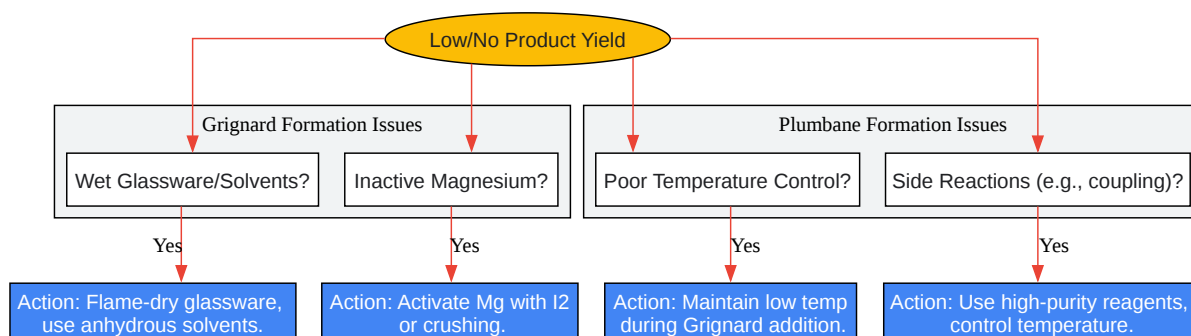 Low/No Product Yield
Grignard Formation Issues
Plumbane Formation Issues
Wet Glassware/Solvents?
Inactive Magnesium?
Poor Temperature Control?
Side Reactions (e.g., coupling)?
Yes
Yes
Yes
Yes
Action: Flame-dry glassware,
use anhydrous solvents.
Action: Activate Mg with I2
or crushing.
Action: Maintain low temp
during Grignard addition.
Action: Use high-purity reagents,
control temperature.